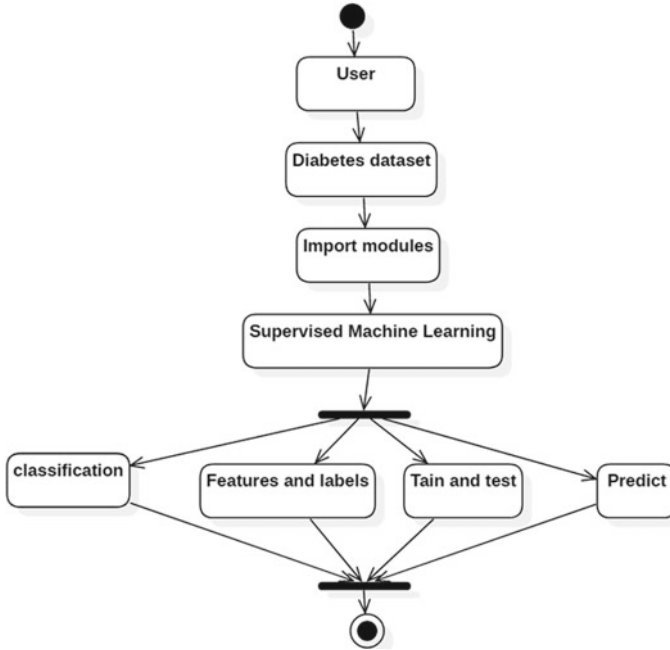 User
Diabetes dataset
Import modules
Supervised Machine Learning
classification
Features and labels
Tain and test
Predict